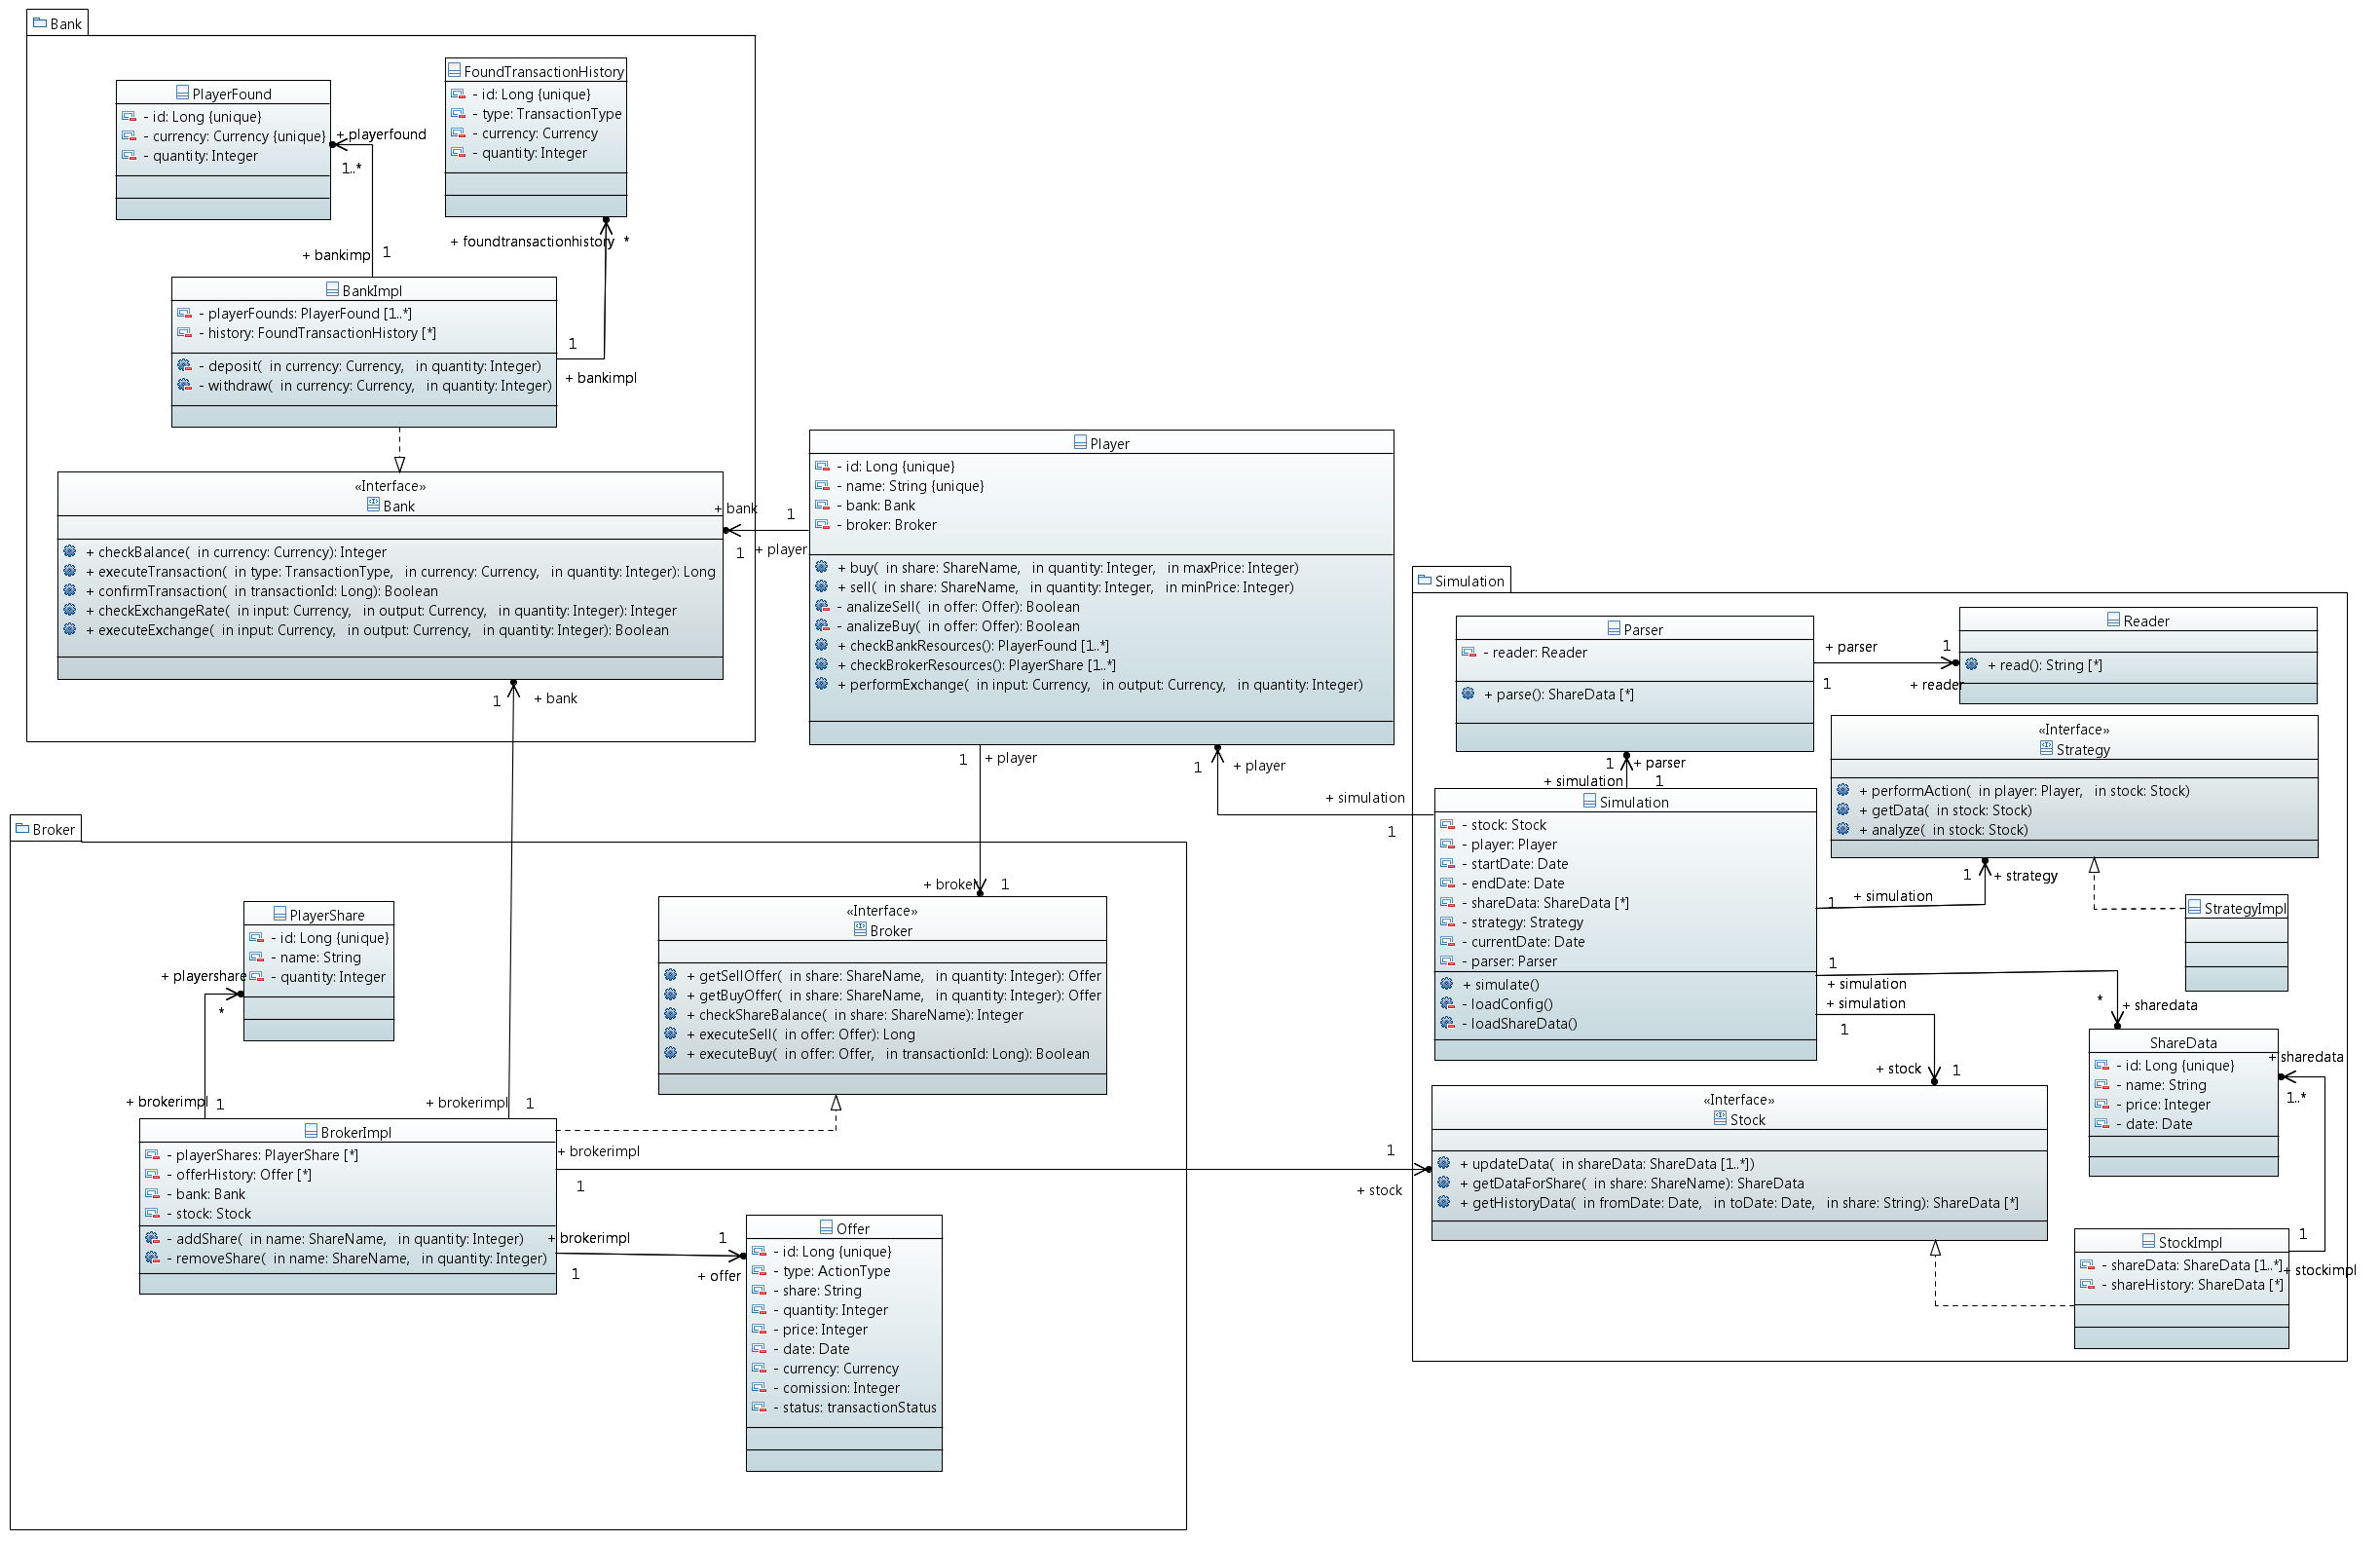 Bank
PlayerFound
- id: Long {unique}
- currency: Currency {unique}
- quantity: Integer
FoundTransactionHistory
- id: Long {unique}
- type: TransactionType
- currency: Currency
- quantity: Integer
+ playerfound
1..*
+ bankimp
1
+ foundtransactionhistory
*
BankImpl
- playerFounds: PlayerFound [1..*]
- history: FoundTransactionHistory [*]
- deposit( in currency: Currency, in quantity: Integer)
- withdraw( in currency: Currency, in quantity: Integer)
1
+ bankimpl
«Interface»
Bank
+ checkBalance( in currency: Currency): Integer
+ executeTransaction( in type: TransactionType, in currency: Currency, in quantity: Integer): Long
+ confirmTransaction( in transactionId: Long): Boolean
+ checkExchangeRate( in input: Currency, in output: Currency, in quantity: Integer): Integer
+ executeExchange( in input: Currency, in output: Currency, in quantity: Integer): Boolean
+ bank
1
1
+ player
1
+ bank
Player
- id: Long {unique}
- name: String {unique}
- bank: Bank
- broker: Broker
+ buy( in share: ShareName, in quantity: Integer, in maxPrice: Integer)
+ sell( in share: ShareName, in quantity: Integer, in minPrice: Integer)
- analizeSell( in offer: Offer): Boolean
- analizeBuy( in offer: Offer): Boolean
+ checkBankResources(): PlayerFound [1..*]
+ checkBrokerResources(): PlayerShare [1..*]
+ performExchange( in input: Currency, in output: Currency, in quantity: Integer)
1
+ player
1
+ player
+ simulation
1
Simulation
Parser
- reader: Reader
+ parse(): ShareData [*]
+ parser
1
1
+ reader
Reader
+ read(): String [*]
«Interface»
Strategy
+ performAction( in player: Player, in stock: Stock)
+ getData( in stock: Stock)
+ analyze( in stock: Stock)
1
+ parser
+ simulation
1
Simulation
- stock: Stock
- player: Player
- startDate: Date
- endDate: Date
- shareData: ShareData [*]
- strategy: Strategy
- currentDate: Date
- parser: Parser
+ simulate()
- loadConfig()
- loadShareData()
1
+ strategy
1
+ simulation
StrategyImpl
1
+ simulation
*
+ sharedata
+ simulation
1
+ stock
1
ShareData
- id: Long {unique}
- name: String
- price: Integer
- date: Date
+ sharedata
1..*
«Interface»
Stock
+ updateData( in shareData: ShareData [1..*])
+ getDataForShare( in share: ShareName): ShareData
+ getHistoryData( in fromDate: Date, in toDate: Date, in share: String): ShareData [*]
StockImpl
- shareData: ShareData [1..*]
- shareHistory: ShareData [*]
1
+ stockimpl
Broker
PlayerShare
- id: Long {unique}
- name: String
- quantity: Integer
+ playershare
*
+ brokerimpl
1
+ brokerimpl
1
+ broker
1
«Interface»
Broker
+ getSellOffer( in share: ShareName, in quantity: Integer): Offer
+ getBuyOffer( in share: ShareName, in quantity: Integer): Offer
+ checkShareBalance( in share: ShareName): Integer
+ executeSell( in offer: Offer): Long
+ executeBuy( in offer: Offer, in transactionId: Long): Boolean
BrokerImpl
- playerShares: PlayerShare [*]
- offerHistory: Offer [*]
- bank: Bank
- stock: Stock
- addShare( in name: ShareName, in quantity: Integer)
- removeShare( in name: ShareName, in quantity: Integer)
+ brokerimpl
1
1
+ stock
+ brokerimpl
1
1
+ offer
Offer
- id: Long {unique}
- type: ActionType
- share: String
- quantity: Integer
- price: Integer
- date: Date
- currency: Currency
- comission: Integer
- status: transactionStatus